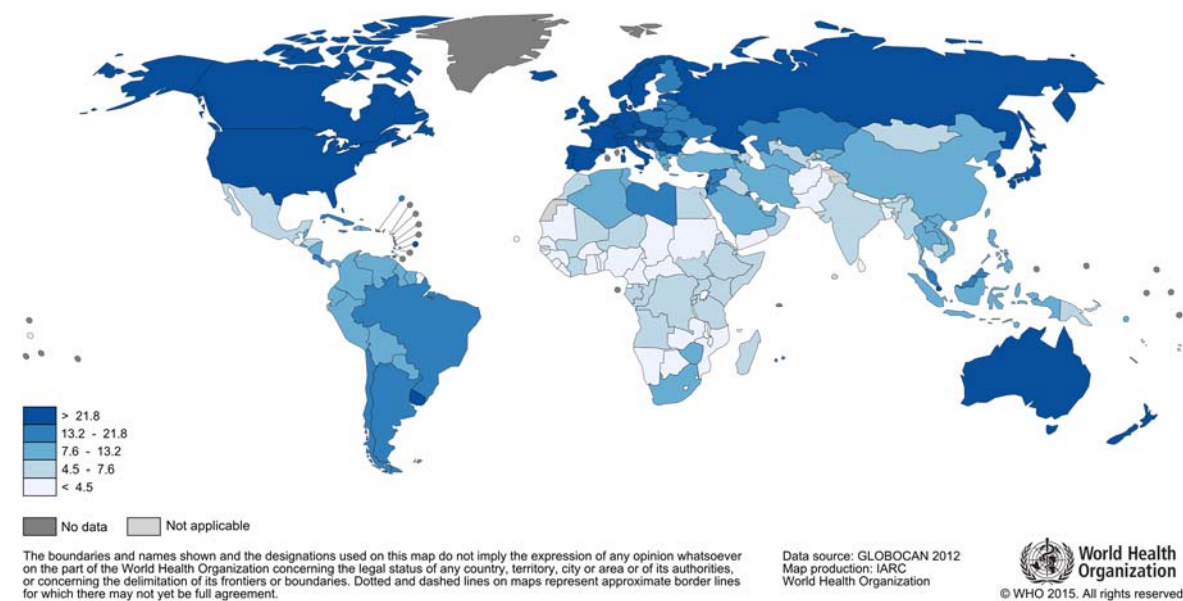 > 21.8
13.2 - 21.8
7.6 - 13.2
4.5 - 7.6
< 4.5
No data
Not applicable
The boundaries and names shown and the designations used on this map do not imply the expression of any opinion whatsoever
on the part of the World Health Organization concerning the legal status of any country, territory, city or area or of its authorities,
or concerning the delimitation of its frontiers or boundaries. Dotted and dashed lines on maps represent approximate border lines
for which there may not yet be full agreement.
Data source: GLOBOCAN 2012
Map production: IARC
World Health Organization
World Health
Organization
© WHO 2015. All rights reserved